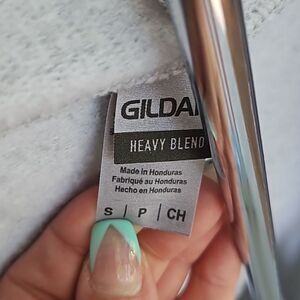 GILDA
HEAVY BLEND
Made in Honduras
Fabriqué au Honduras
Hecho en Honduras
S | P | CH